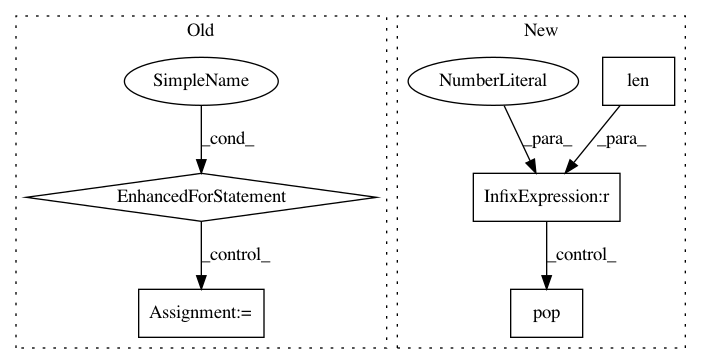 Old
New
SimpleName
NumberLiteral
len
_cond_
_para_
_para_
EnhancedForStatement
InfixExpression:r
_control_
_control_
Assignment:=
pop